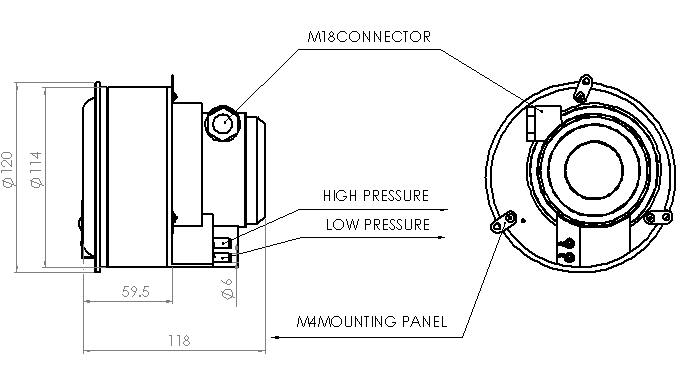 M18CONNECTOR
Ø120
Ø114
HIGH PRESSURE
LOW PRESSURE
59.5
Ø6
M4MOUNTING PANEL
118